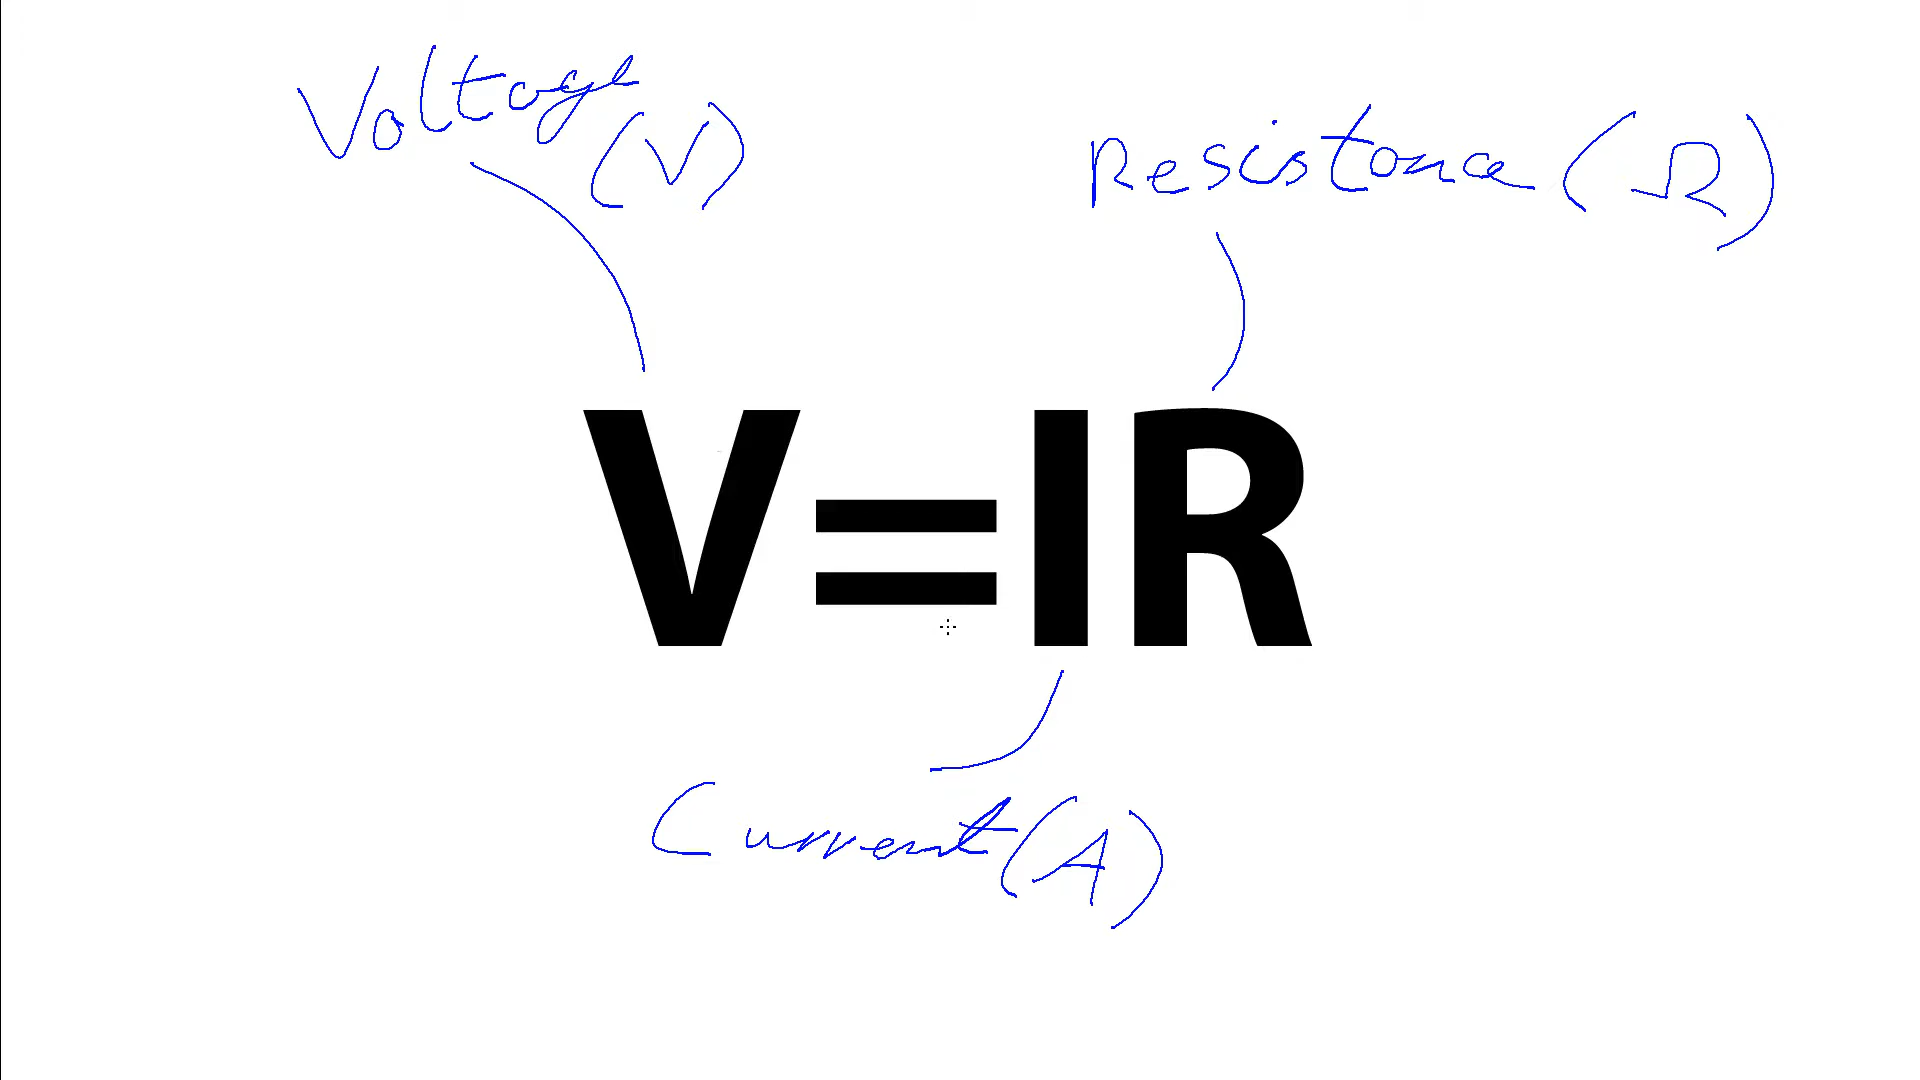 Voltage
(V)
Resistance (Ω)
V=IR
Current (A)